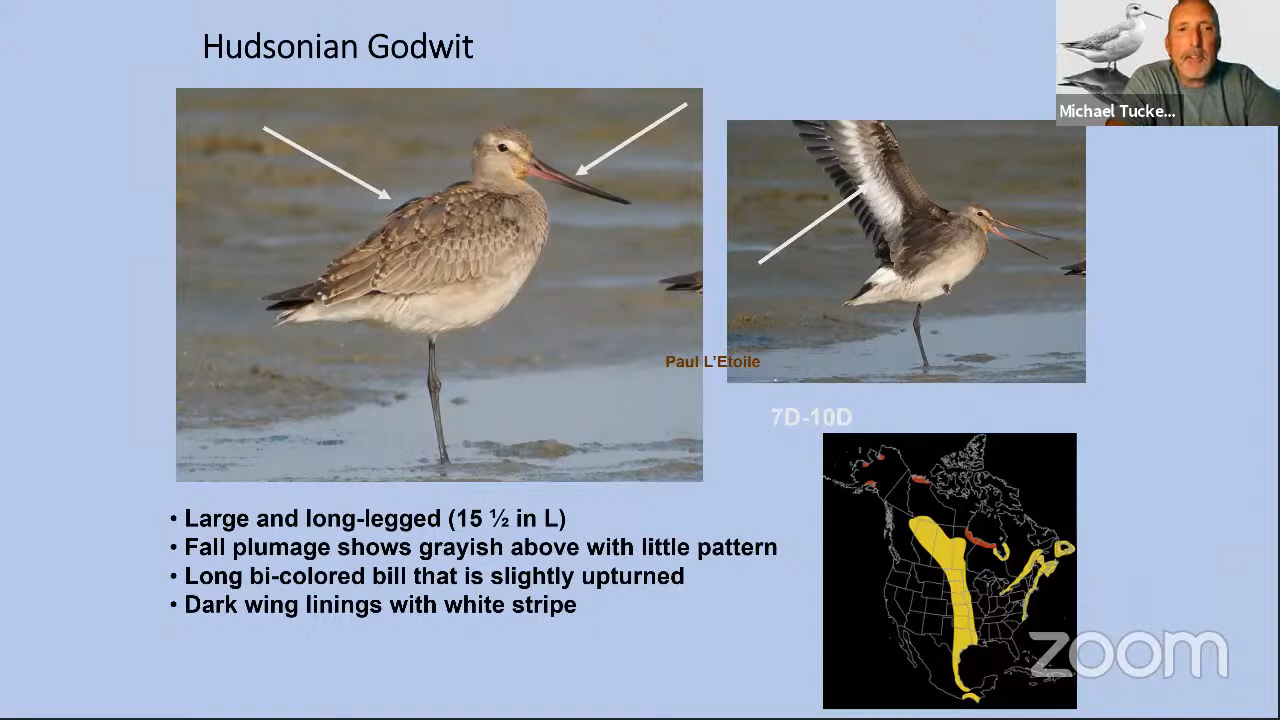 Hudsonian Godwit
Michael Tucke...
Paul L'Etoile
7D-10D
• Large and long-legged (15 ½ in L)
• Fall plumage shows grayish above with little pattern
• Long bi-colored bill that is slightly upturned
• Dark wing linings with white stripe
zoom